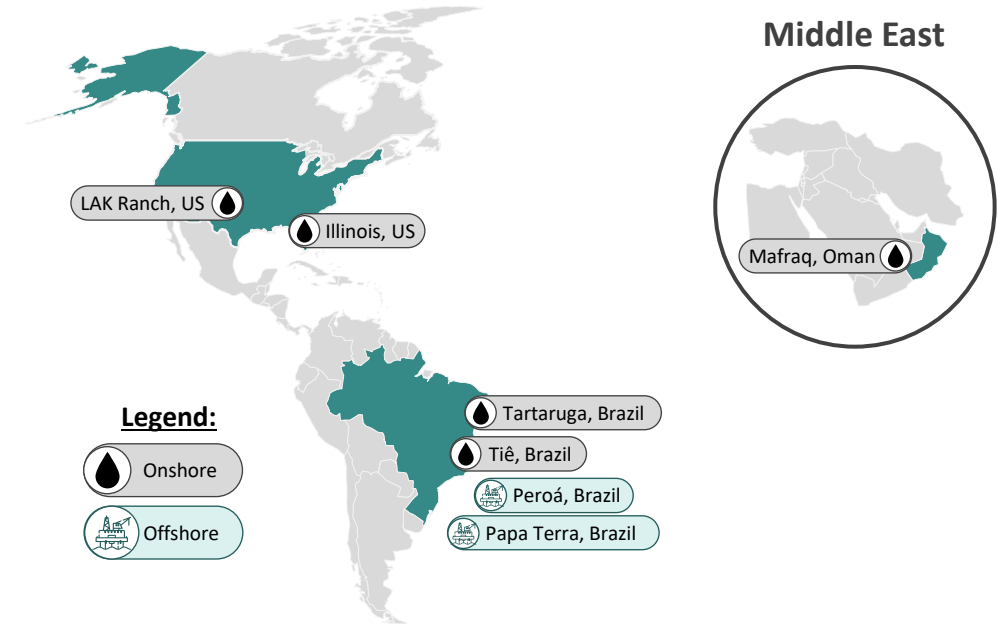 Middle East
LAK Ranch, US
Illinois, US
Mafraq, Oman
Legend:
Onshore
Offshore
Tartaruga, Brazil
Tiê, Brazil
Peroá, Brazil
Papa Terra, Brazil